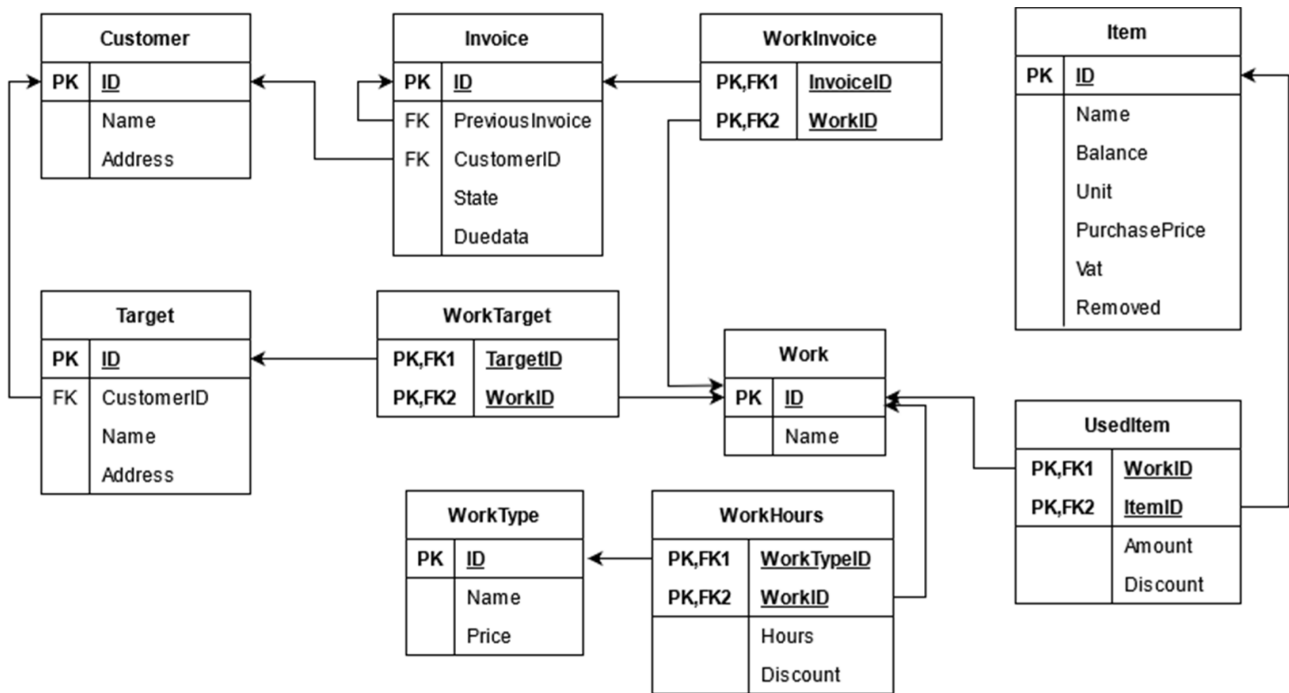 Customer
PK ID
Name
Address
Invoice
PK ID
FK PreviousInvoice
FK CustomerID
State
Duedata
WorkInvoice
PK,FK1 InvoiceID
PK,FK2 WorkID
Item
PK ID
Name
Balance
Unit
PurchasePrice
Vat
Removed
Target
PK ID
FK CustomerID
Name
Address
WorkTarget
PK,FK1 TargetID
PK,FK2 WorkID
Work
PK ID
Name
UsedItem
PK,FK1 WorkID
PK,FK2 ItemID
Amount
Discount
WorkType
PK ID
Name
Price
WorkHours
PK,FK1 WorkTypeID
PK,FK2 WorkID
Hours
Discount